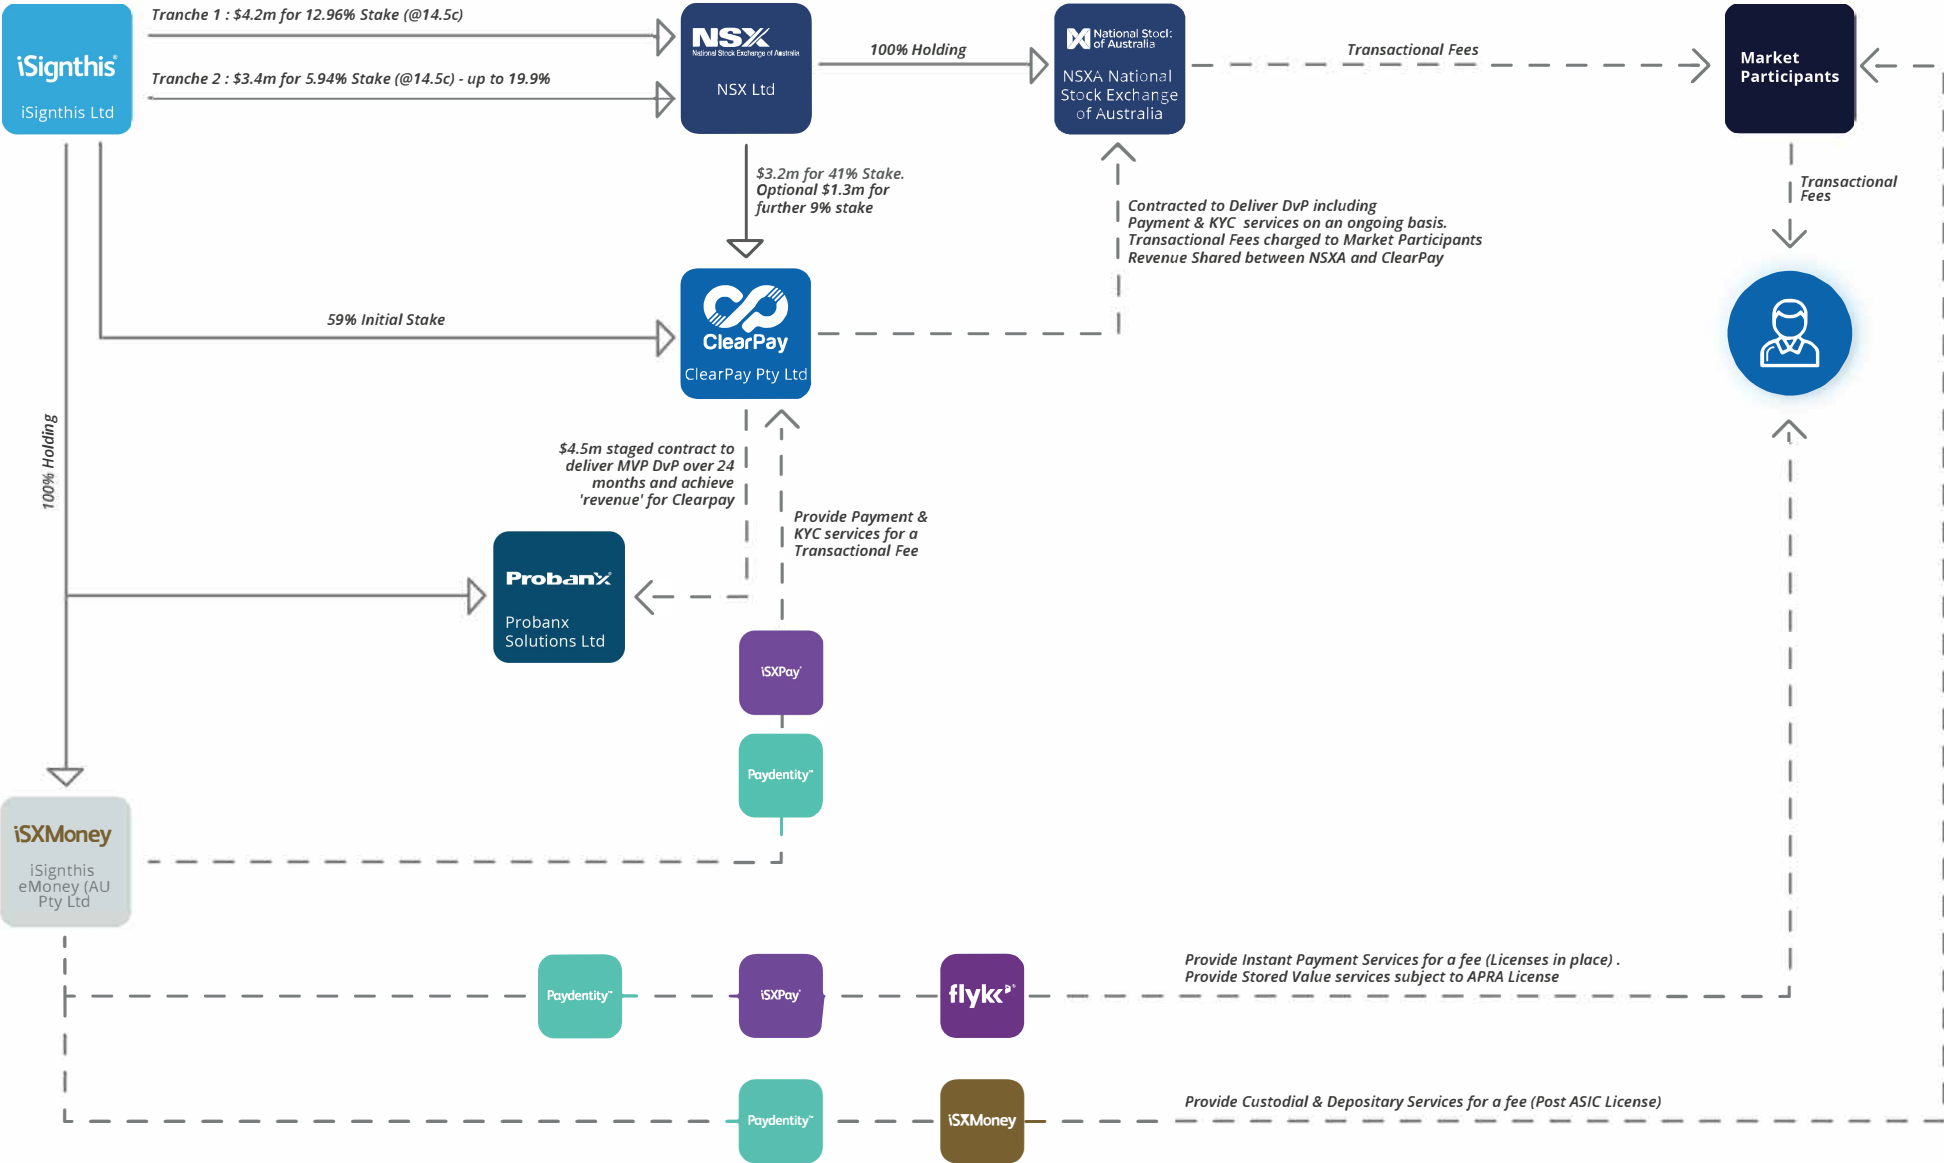 Tranche 1 : $4.2m for 12.96% Stake (@14.5c)
Tranche 2 : $3.4m for 5.94% Stake (@14.5c) - up to 19.9%
iSignthis®
iSignthis Ltd
NSX
National Stock Exchange of Australia
NSX Ltd
100% Holding
National Stock
of Australia
NSXA National
Stock Exchange
of Australia
Transactional Fees
Market
Participants
$3.2m for 41% Stake.
Optional $1.3m for
further 9% stake
Contracted to Deliver DvP including
Payment & KYC services on an ongoing basis.
Transactional Fees charged to Market Participants
Revenue Shared between NSXA and ClearPay
Transactional
Fees
59% Initial Stake
ClearPay
ClearPay Pty Ltd
100% Holding
$4.5m staged contract to
deliver MVP DvP over 24
months and achieve
'revenue' for Clearpay
Provide Payment &
KYC services for a
Transactional Fee
Probanx®
Probanx
Solutions Ltd
iSXPay®
Paydentity™
iSXMoney
iSignthis
eMoney (AU
Pty Ltd
Paydentity™
iSXPay®
flykk®
Provide Instant Payment Services for a fee (Licenses in place) .
Provide Stored Value services subject to APRA License
Paydentity™
iSXMoney
Provide Custodial & Depositary Services for a fee (Post ASIC License)